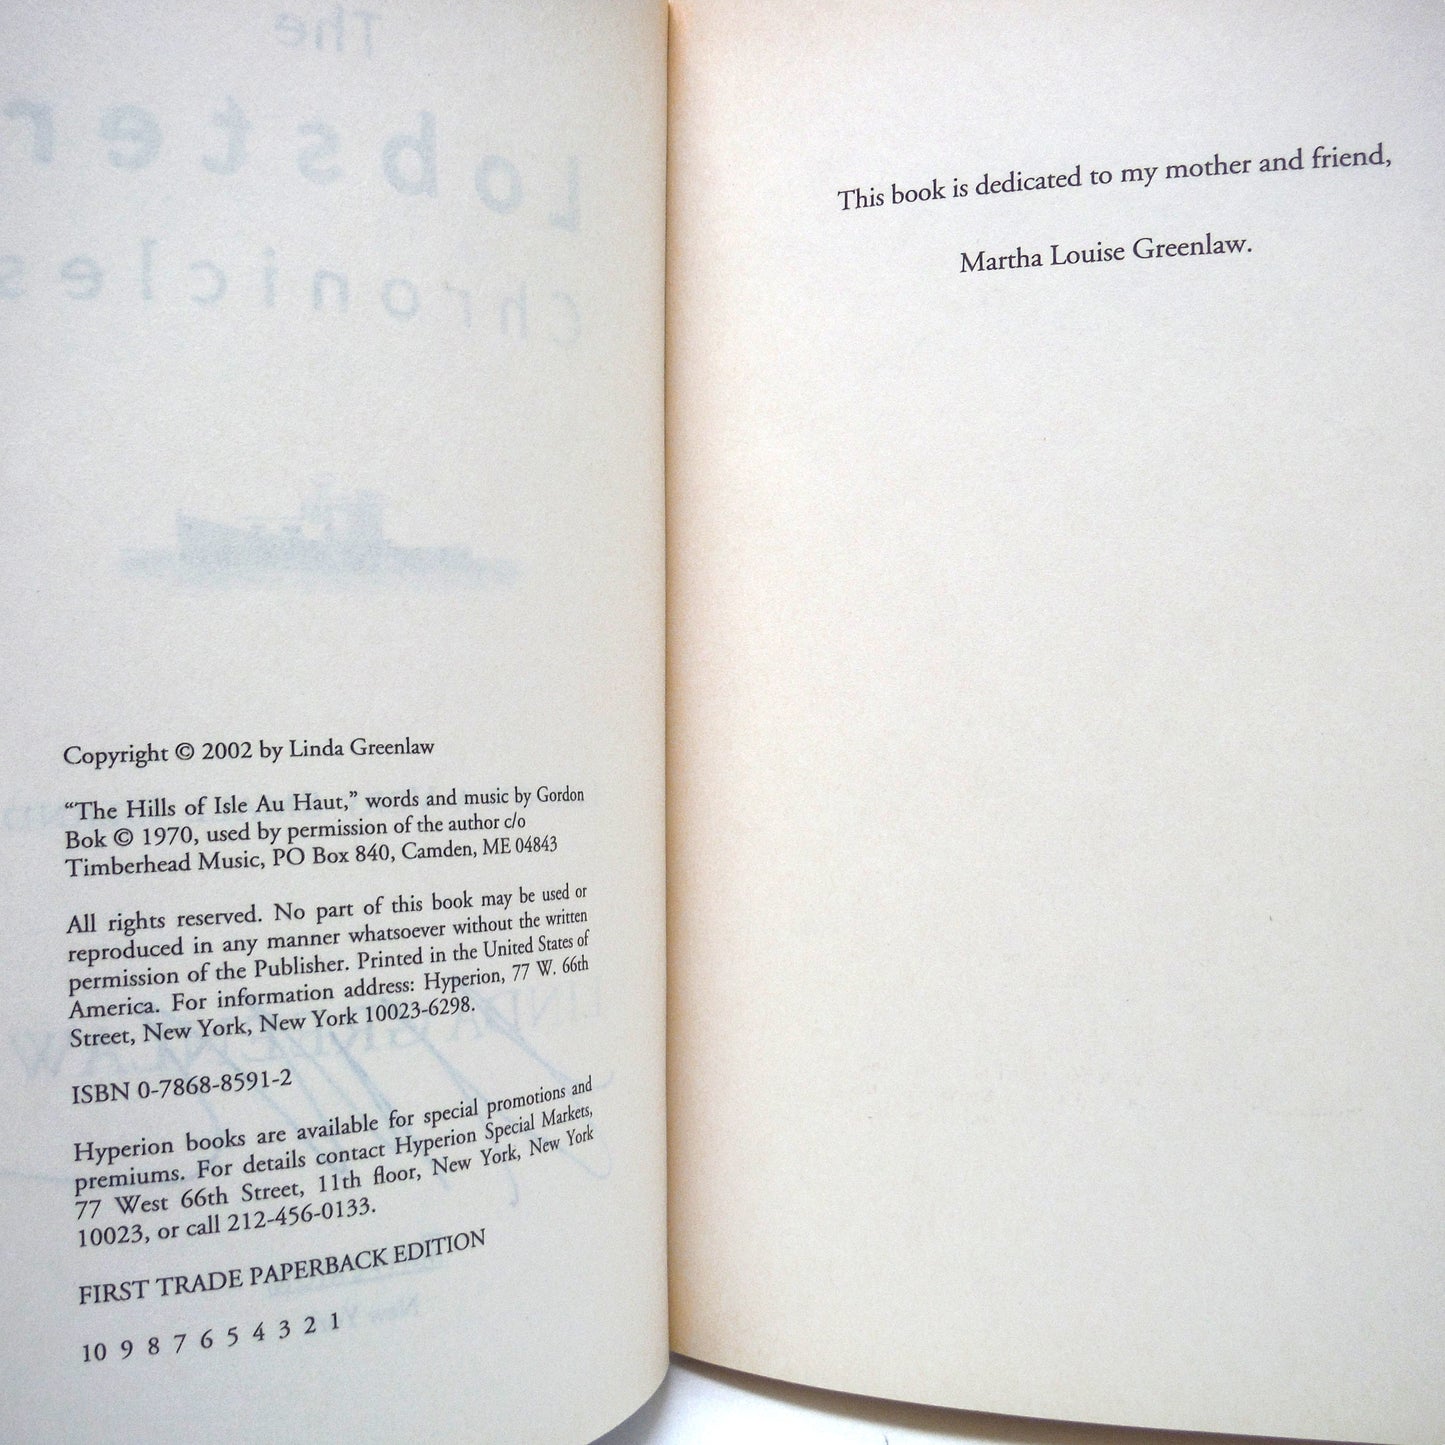 The
Lobster
Chronicles
Copyright © 2002 by Linda Greenlaw
“The Hills of Isle Au Haut,” words and music by Gordon
Bok © 1970, used by permission of the author c/o
Timberhead Music, PO Box 840, Camden, ME 04843
All rights reserved. No part of this book may be used or
reproduced in any manner whatsoever without the written
permission of the Publisher. Printed in the United States of
America. For information address: Hyperion, 77 W. 66th
Street, New York, New York 10023-6298.
ISBN 0-7868-8591-2
Hyperion books are available for special promotions and
premiums. For details contact Hyperion Special Markets,
77 West 66th Street, 11th floor, New York, New York
10023, or call 212-456-0133.
FIRST TRADE PAPERBACK EDITION
10 9 8 7 6 5 4 3 2 1
This book is dedicated to my mother and friend,
Martha Louise Greenlaw.